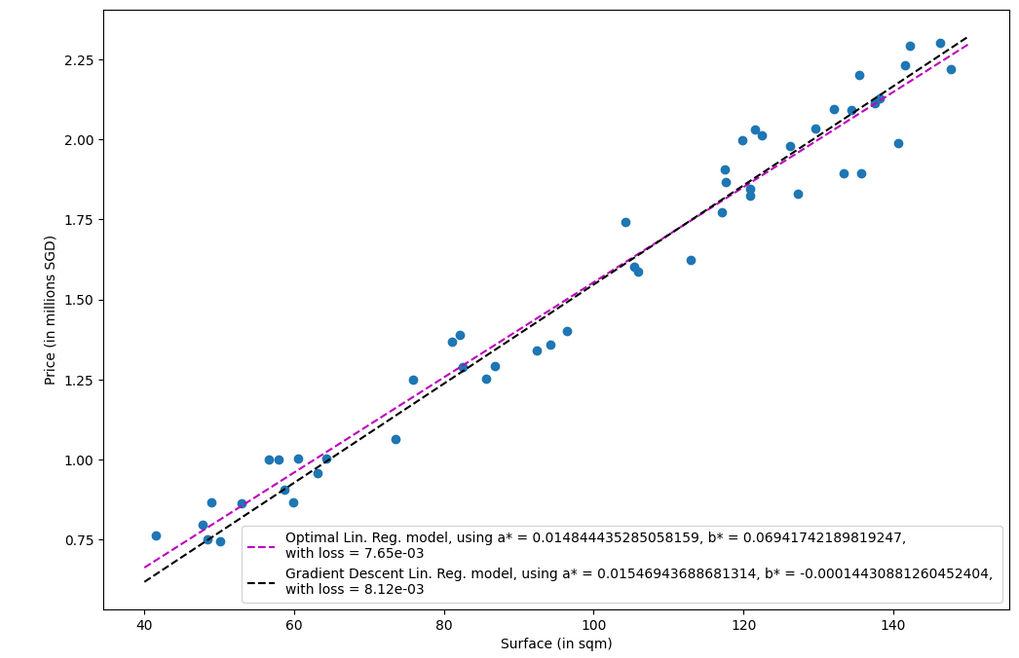 2.25
2.00
1.75
1.50
1.25
1.00
0.75
Price (in millions SGD)
Optimal Lin. Reg. model, using a* = 0.014844435285058159, b* = 0.06941742189819247,
with loss = 7.65e-03
Gradient Descent Lin. Reg. model, using a* = 0.01546943688681314, b* = -0.00014430881260452404,
with loss = 8.12e-03
40 60 80 100 120 140
Surface (in sqm)